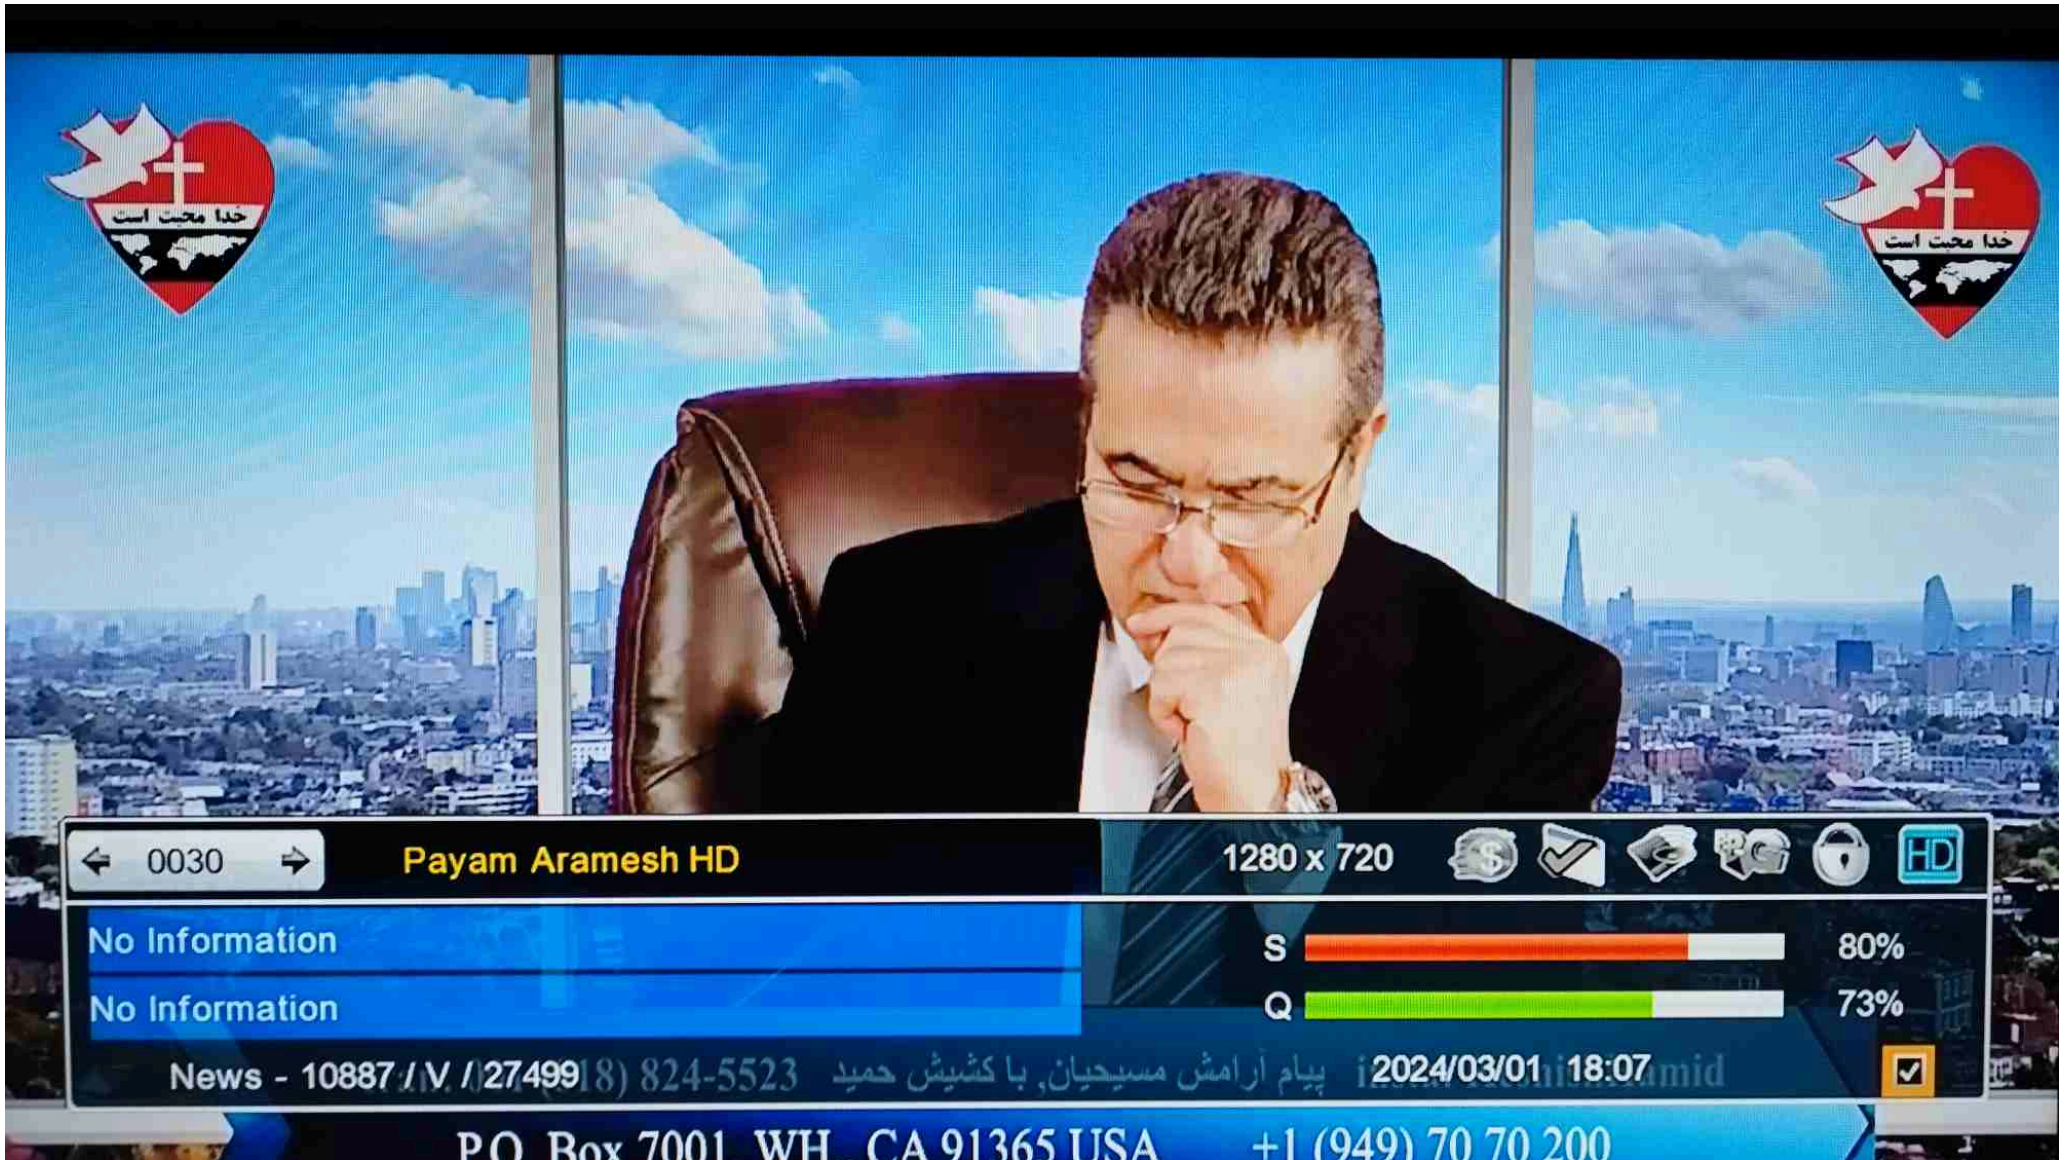 خدا محبت است
خدا محبت است
0030
Payam Aramesh HD
1280 x 720
HD
No Information
S 80%
No Information
Q 73%
News - 10887 / V / 27499
18) 824-5523
پیام آرامش مسیحیان, با کشیش حمید
2024/03/01 18:07
amid
P.O. Box 7001, WH., CA 91365 USA
+1 (949) 70 70 200